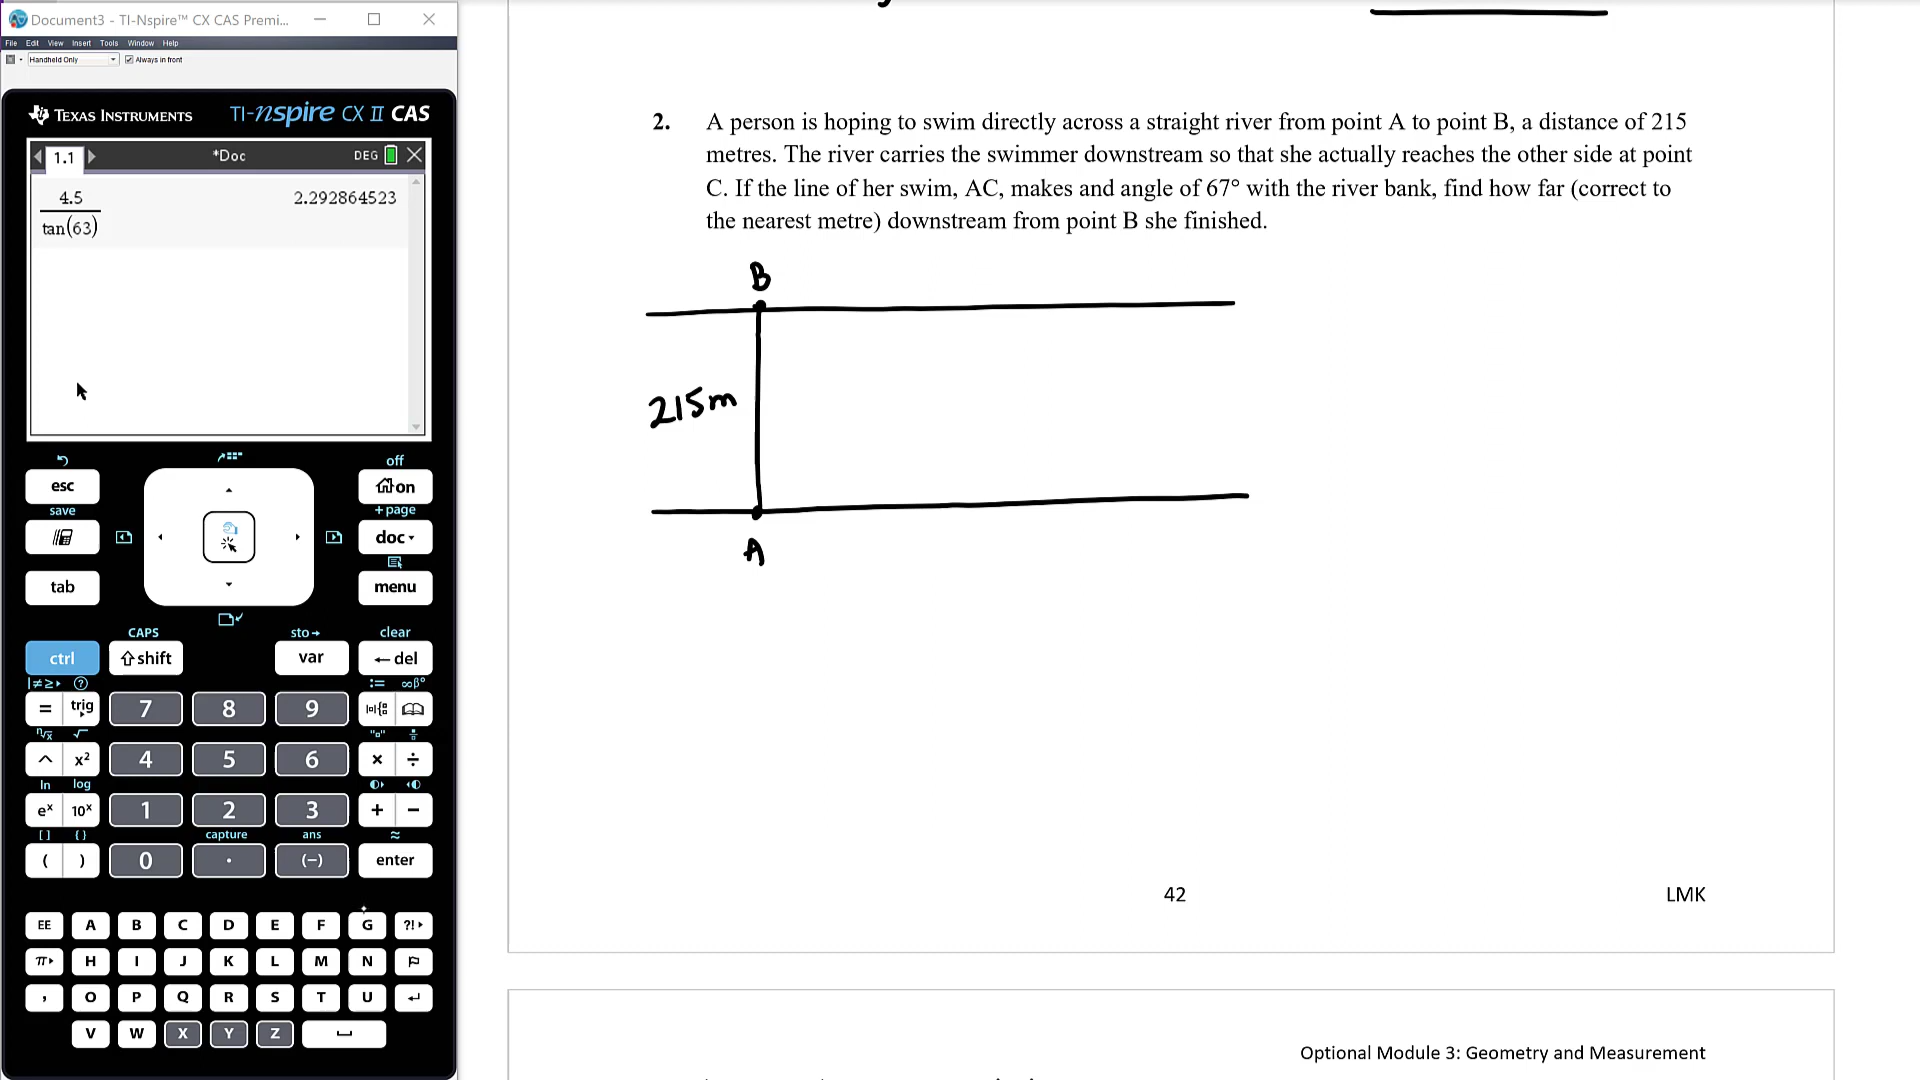 Document3 - TI-Nspire™ CX CAS Premi...
File Edit View Insert Tools Window Help
Handheld Only Always in front
TEXAS INSTRUMENTS TI-nspire CX II CAS
1.1 *Doc DEG
4.5
tan(63)
2.292864523
off
esc on
save + page
doc
tab menu
CAPS sto→ clear
ctrl shift var ←del
= trig 7 8 9
^ x² 4 5 6 × ÷
ln log
eˣ 10ˣ 1 2 3 + −
[ ] { } capture ans ≈
( ) 0 . (−) enter
EE A B C D E F G ?!
π H I J K L M N
, O P Q R S T U
V W X Y Z
2. A person is hoping to swim directly across a straight river from point A to point B, a distance of 215
metres. The river carries the swimmer downstream so that she actually reaches the other side at point
C. If the line of her swim, AC, makes and angle of 67° with the river bank, find how far (correct to
the nearest metre) downstream from point B she finished.
B
215m
A
42
LMK
Optional Module 3: Geometry and Measurement